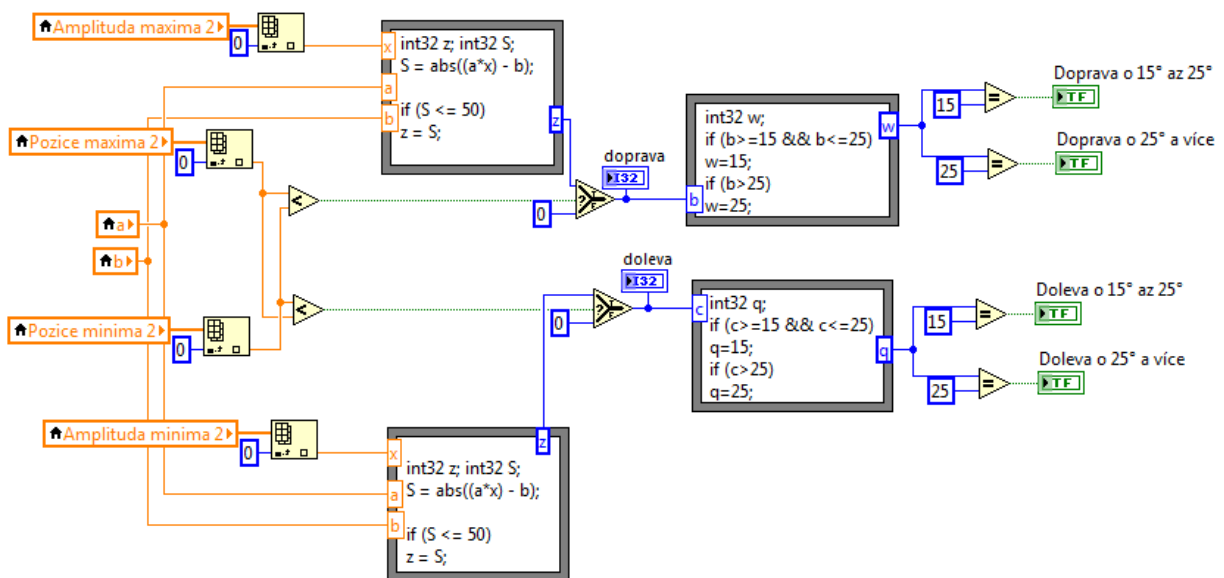 Amplituda maxima 2
0
x
a
b
int32 z; int32 S;
S = abs((a*x) - b);
if (S <= 50)
z = S;
z
Pozice maxima 2
0
<
a
b
?
T
F
0
doprava
I32
b
int32 w;
if (b>=15 && b<=25)
w=15;
if (b>25)
w=25;
w
15
=
Doprava o 15° az 25°
TF
25
=
Doprava o 25° a více
TF
Pozice minima 2
0
<
?
T
F
0
doleva
I32
c
int32 q;
if (c>=15 && c<=25)
q=15;
if (c>25)
q=25;
q
15
=
Doleva o 15° az 25°
TF
25
=
Doleva o 25° a více
TF
Amplituda minima 2
0
x
a
b
int32 z; int32 S;
S = abs((a*x) - b);
if (S <= 50)
z = S;
z